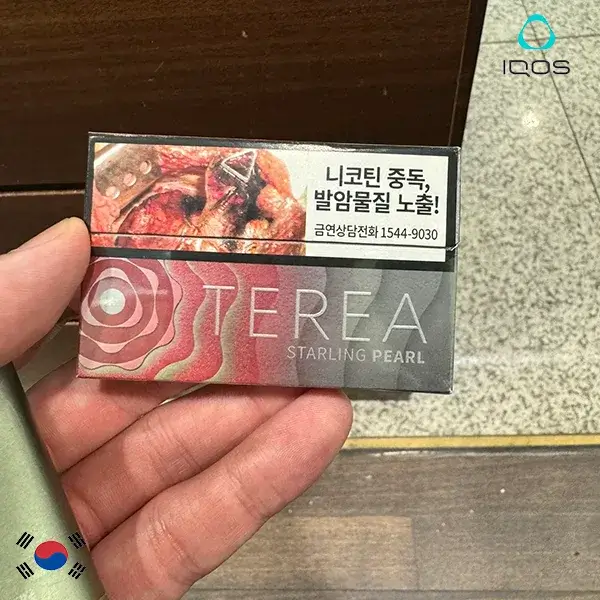 IQOS
니코틴 중독,
발암물질 노출!
금연상담전화 1544-9030
TEREA
STARLING PEARL